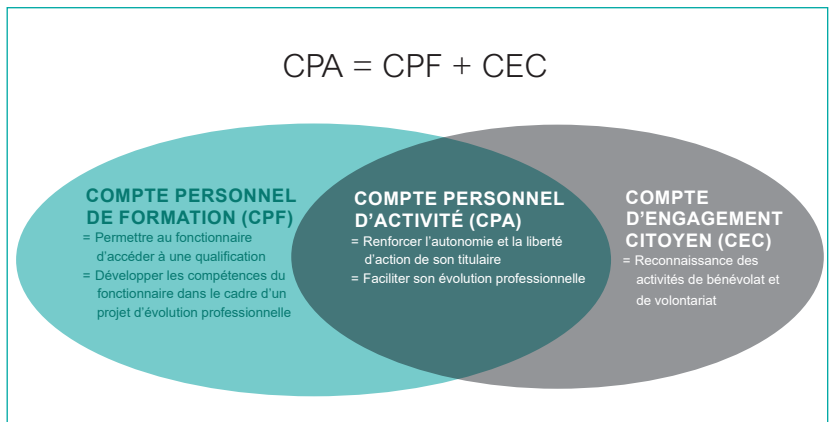 CPA = CPF + CEC
COMPTE PERSONNEL
DE FORMATION (CPF)
= Permettre au fonctionnaire
d’accéder à une qualification
= Développer les compétences du
fonctionnaire dans le cadre d’un
projet d’évolution professionnelle
COMPTE PERSONNEL
D’ACTIVITÉ (CPA)
= Renforcer l’autonomie et la liberté
d’action de son titulaire
= Faciliter son évolution professionnelle
COMPTE
D’ENGAGEMENT
CITOYEN (CEC)
= Reconnaissance des
activités de bénévolat et
de volontariat